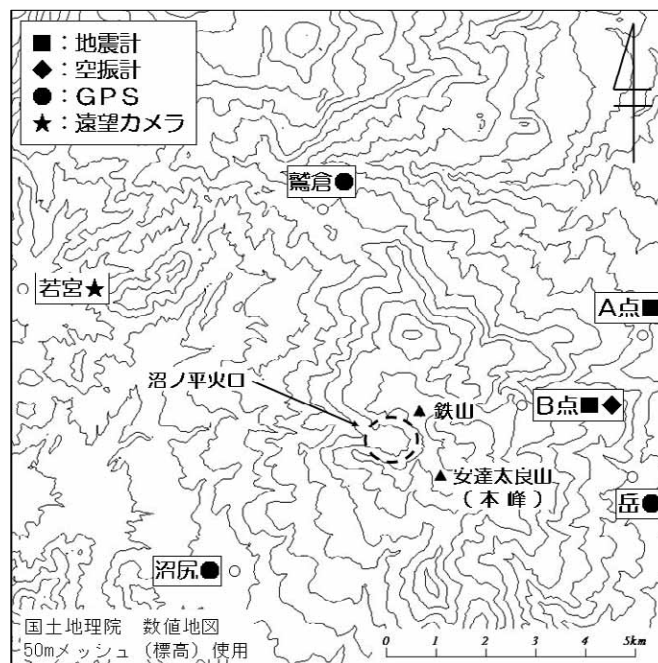 ■：地震計
◆：空振計
●：ＧＰＳ
★：遠望カメラ
鷲倉●
若宮★
Ａ点■
沼ノ平火口
▲ 鉄山
Ｂ点■◆
▲ 安達太良山
（本峰）
岳●
沼尻●
国土地理院　数値地図
50mメッシュ（標高）使用
0 1 2 3 4 5km